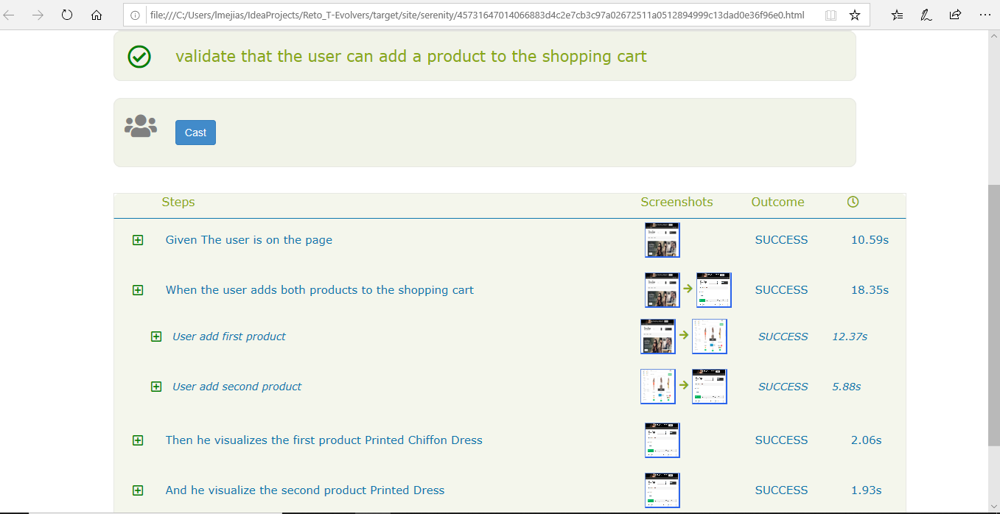 file:///C:/Users/lmejias/IdeaProjects/Reto_T-Evolvers/target/site/serenity/45731647014066883d4c2e7cb3c97a02672511a0512894999c13dad0e36f96e0.html
validate that the user can add a product to the shopping cart
Cast
Steps Screenshots Outcome
Given The user is on the page SUCCESS 10.59s
When the user adds both products to the shopping cart SUCCESS 18.35s
User add first product SUCCESS 12.37s
User add second product SUCCESS 5.88s
Then he visualizes the first product Printed Chiffon Dress SUCCESS 2.06s
And he visualize the second product Printed Dress SUCCESS 1.93s